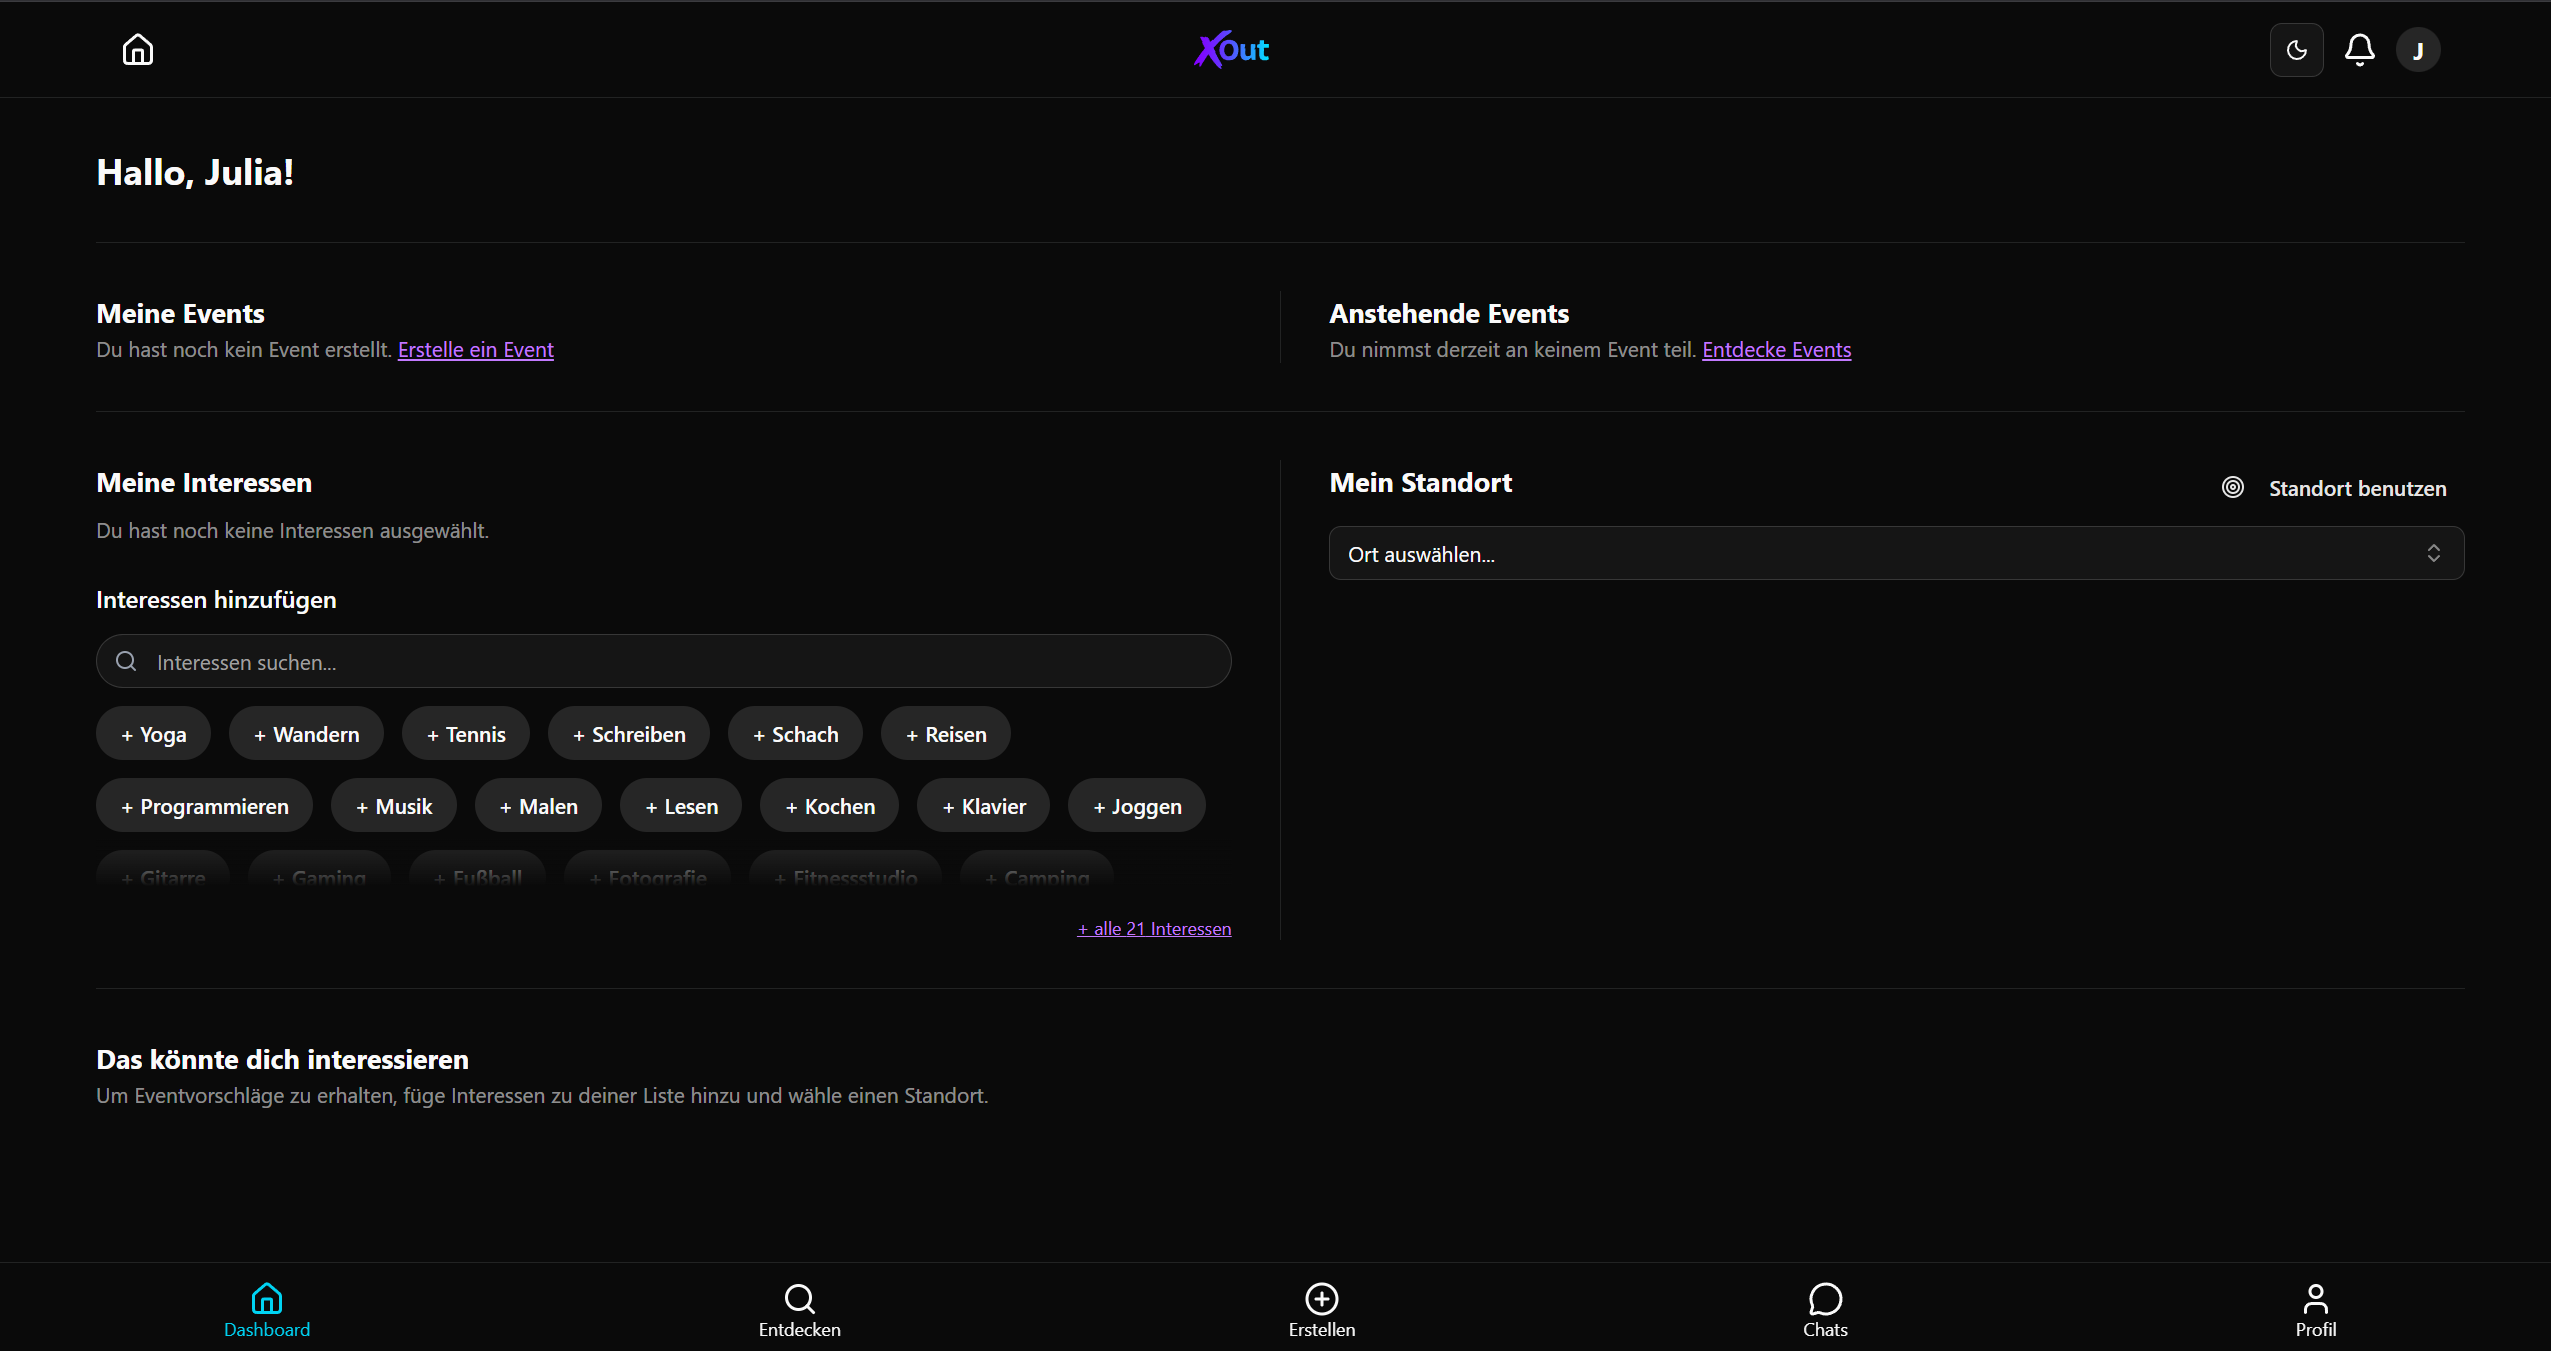 XOut
J
Hallo, Julia!
Meine Events
Du hast noch kein Event erstellt. Erstelle ein Event
Anstehende Events
Du nimmst derzeit an keinem Event teil. Entdecke Events
Meine Interessen
Du hast noch keine Interessen ausgewählt.
Interessen hinzufügen
Interessen suchen...
+ Yoga + Wandern + Tennis + Schreiben + Schach + Reisen
+ Programmieren + Musik + Malen + Lesen + Kochen + Klavier + Joggen
+ Gitarre + Gaming + Fußball + Fotografie + Fitnessstudio + Camping
+ alle 21 Interessen
Mein Standort
Standort benutzen
Ort auswählen...
Das könnte dich interessieren
Um Eventvorschläge zu erhalten, füge Interessen zu deiner Liste hinzu und wähle einen Standort.
Dashboard Entdecken Erstellen Chats Profil